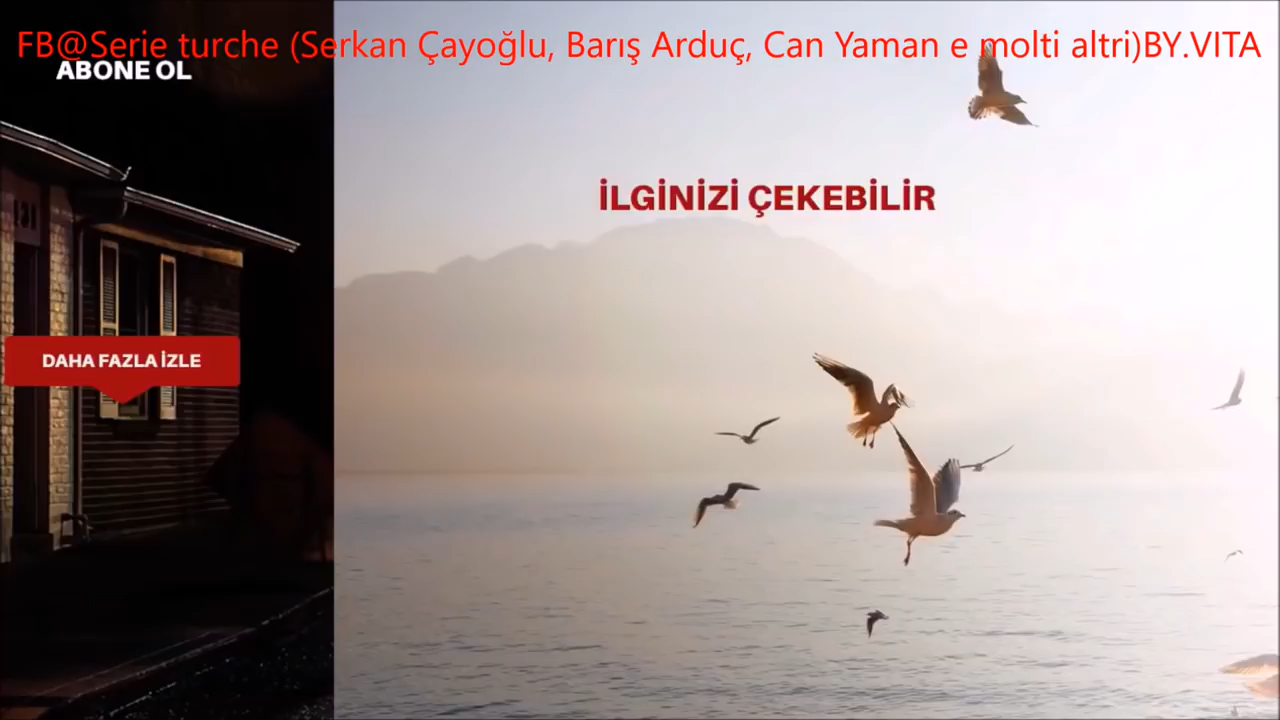 FB@Serie turche (Serkan Çayoğlu, Barış Arduç, Can Yaman e molti altri)BY.VITA
ABONE OL
İLGİNİZİ ÇEKEBİLİR
DAHA FAZLA İZLE